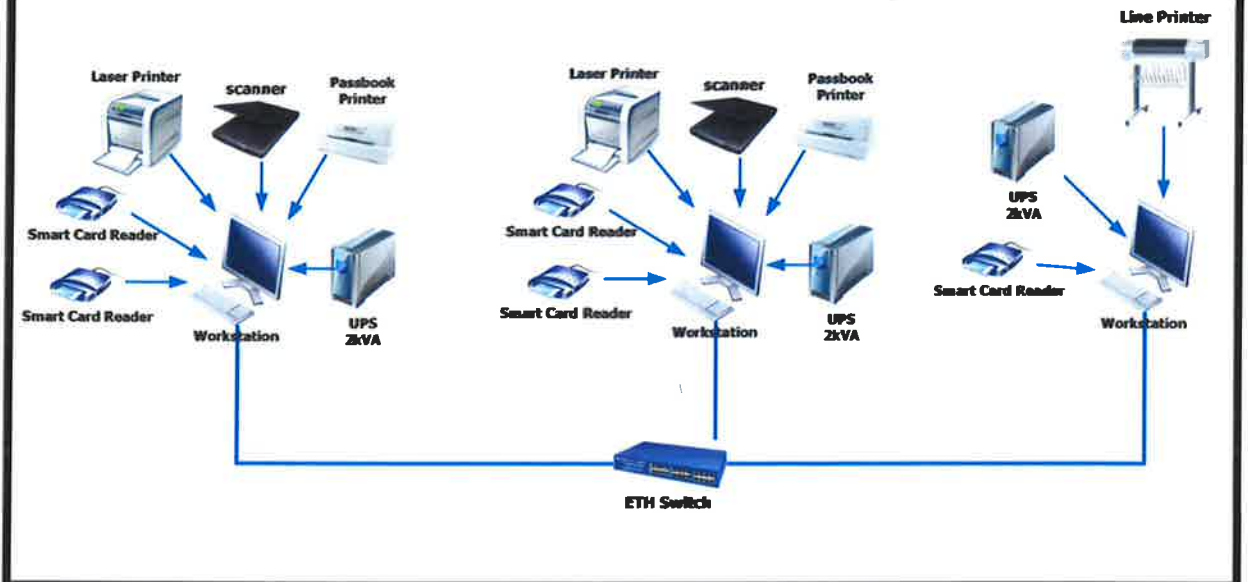 Line Printer
Laser Printer
scanner
Passbook
Printer
Smart Card Reader
Smart Card Reader
Workstation
UPS
2kVA
Laser Printer
scanner
Passbook
Printer
Smart Card Reader
Smart Card Reader
Workstation
UPS
2kVA
UPS
2kVA
Smart Card Reader
Workstation
ETH Switch